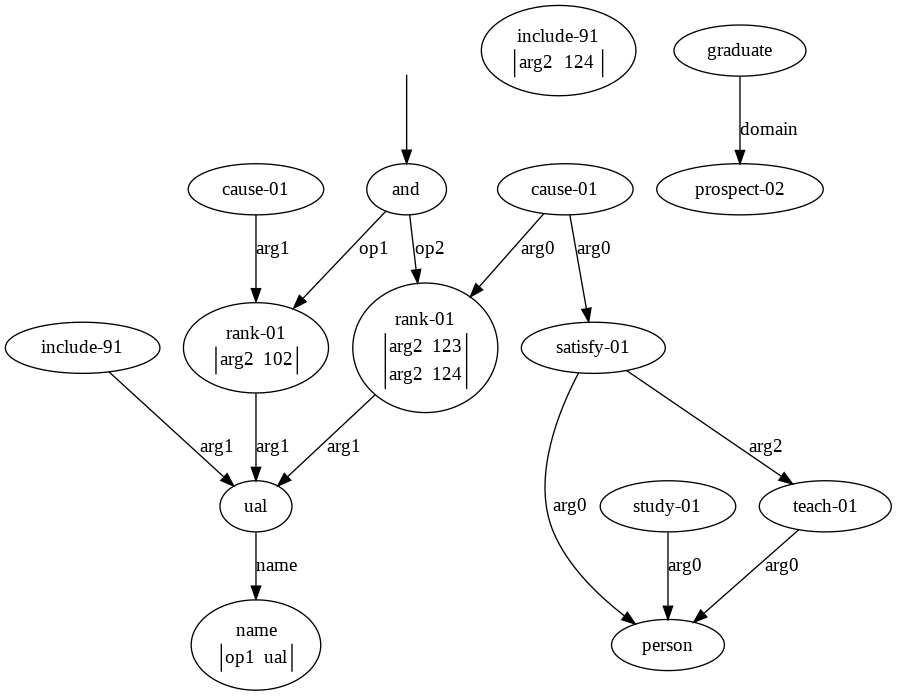 include-91
arg2 124
graduate
domain
cause-01
and
cause-01
prospect-02
arg1
op1
op2
arg0
arg0
rank-01
arg2 102
rank-01
arg2 123
arg2 124
include-91
satisfy-01
arg1
arg1
arg1
arg2
ual
arg0
study-01
teach-01
name
arg0
arg0
name
op1 ual
person